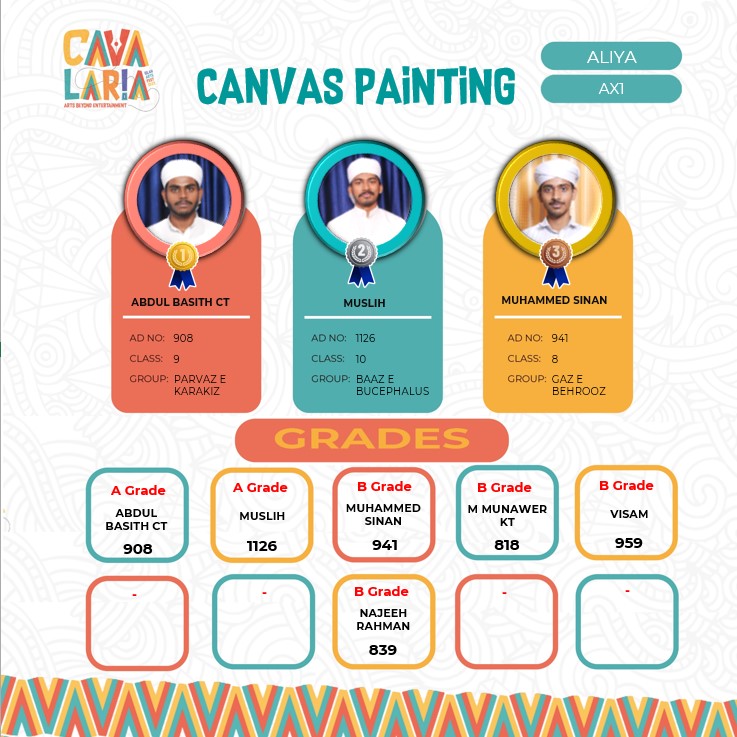 CAVA
LARIA
ARTS BEYOND ENTERTAINMENT
CANVAS PAiNTiNG
ALIYA
AX1
1
2
3
ABDUL BASITH CT
AD NO: 908
CLASS: 9
GROUP: PARVAZ E
KARAKIZ
MUSLIH
AD NO: 1126
CLASS: 10
GROUP: BAAZ E
BUCEPHALUS
MUHAMMED SINAN
AD NO: 941
CLASS: 8
GROUP: GAZ E
BEHROOZ
GRADES
A Grade
ABDUL
BASITH CT
908
A Grade
MUSLIH
1126
B Grade
MUHAMMED
SINAN
941
B Grade
M MUNAWER
KT
818
B Grade
VISAM
959
-
-
B Grade
NAJEEH
RAHMAN
839
-
-